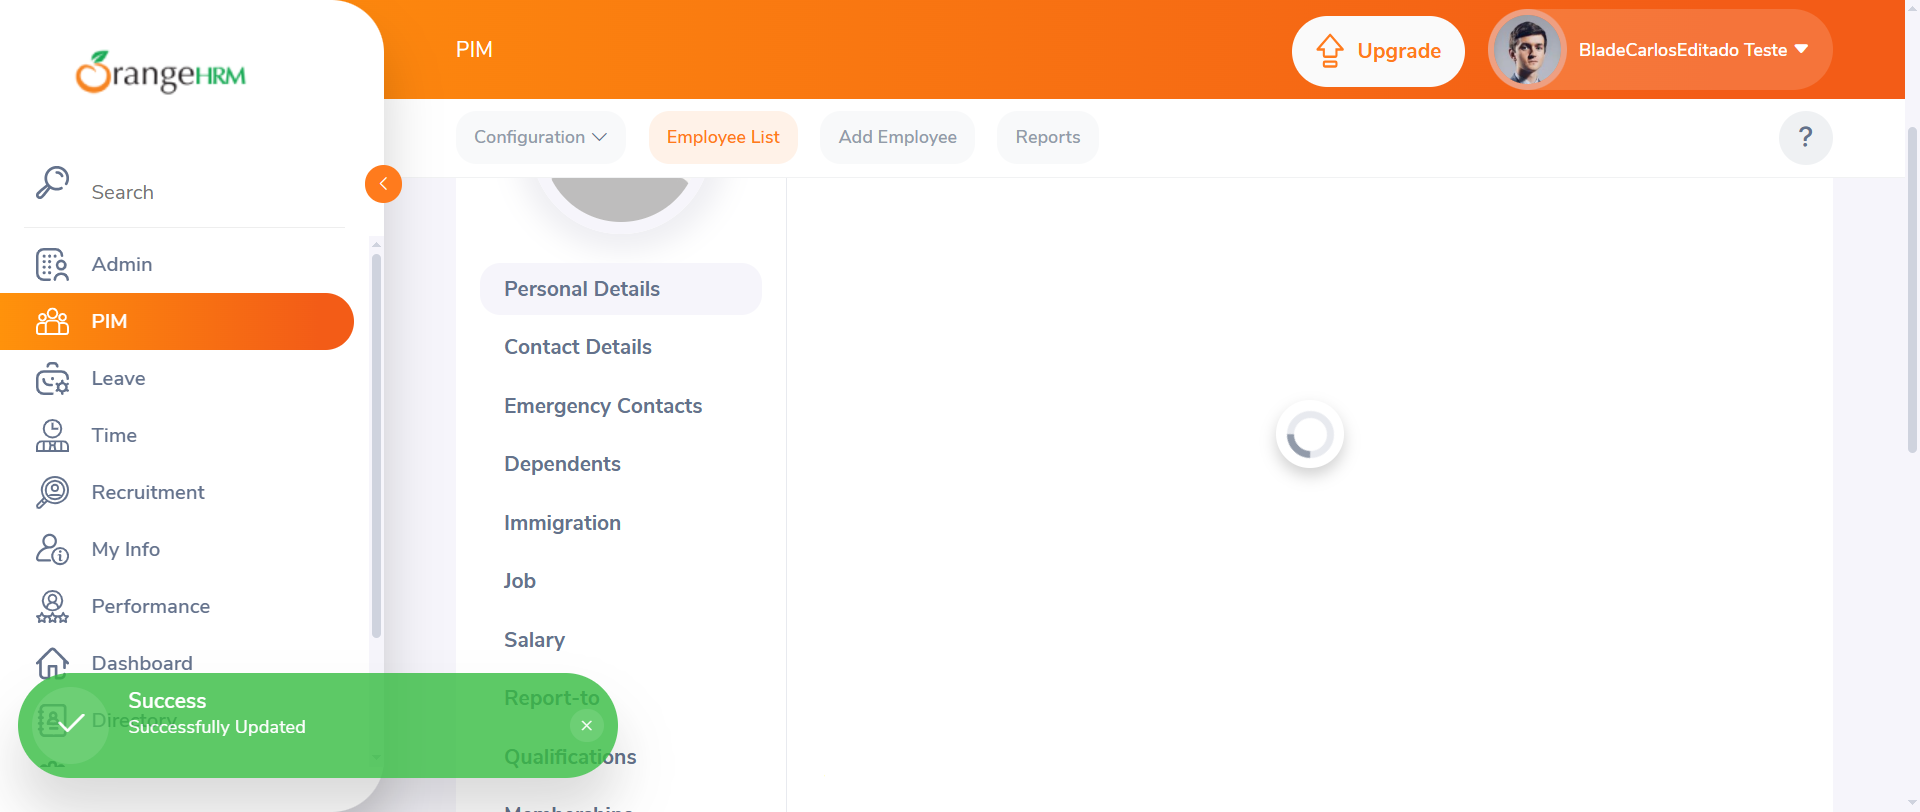 OrangeHRM
PIM
Upgrade
BladeCarlosEditado Teste
Configuration
Employee List
Add Employee
Reports
?
Search
Admin
PIM
Leave
Time
Recruitment
My Info
Performance
Dashboard
Directory
Personal Details
Contact Details
Emergency Contacts
Dependents
Immigration
Job
Salary
Report-to
Qualifications
Memberships
Success
Successfully Updated